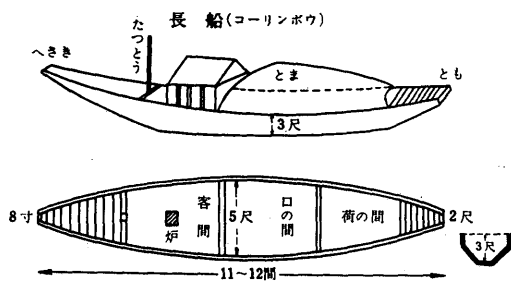 長船(コーリンボウ)
たつとう
へさき
とま
とも
3尺
8寸
炉
客間
5尺
口の間
荷の間
2尺
3尺
11~12間